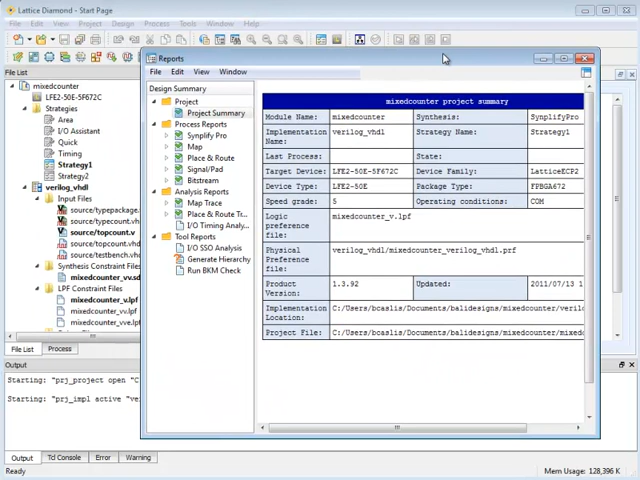 Lattice Diamond - Start Page
File Edit View Project Design Process Tools Window Help
File List
mixedcounter
LFE2-50E-5F672C
Strategies
Area
I/O Assistant
Quick
Timing
Strategy1
Strategy2
verilog_vhdl
Input Files
source/typepackage.
source/typecount.vh
source/topcount.v
source/topcount.vhd
source/testbench.vhd
Synthesis Constraint Files
mixedcounter_vv.sd
LPF Constraint Files
mixedcounter_v.lpf
mixedcounter_vv.lpf
mixedcounter_vve.lpf
File List Process
Reports
File Edit View Window
Design Summary
Project
Project Summary
Process Reports
Synplify Pro
Map
Place & Route
Signal/Pad
Bitstream
Analysis Reports
Map Trace
Place & Route Tr...
I/O Timing Analy...
Tool Reports
I/O SSO Analysis
Generate Hierarchy
Run BKM Check
mixedcounter project summary
Module Name: mixedcounter Synthesis: SynplifyPro
Implementation Name: verilog_vhdl Strategy Name: Strategy1
Last Process: State:
Target Device: LFE2-50E-5F672C Device Family: LatticeECP2
Device Type: LFE2-50E Package Type: FPBGA672
Speed grade: 5 Operating conditions: COM
Logic preference file: mixedcounter_v.lpf
Physical Preference file: verilog_vhdl/mixedcounter_verilog_vhdl.prf
Product Version: 1.3.92 Updated: 2011/07/13 1
Implementation Location: C:/Users/bcaslis/Documents/balidesigns/mixedcounter/veril
Project File: C:/Users/bcaslis/Documents/balidesigns/mixedcounter/mixed
Output
Starting: "prj_project open "C
Starting: "prj_impl active "ve
Output Tcl Console Error Warning
Ready Mem Usage: 128,396 K